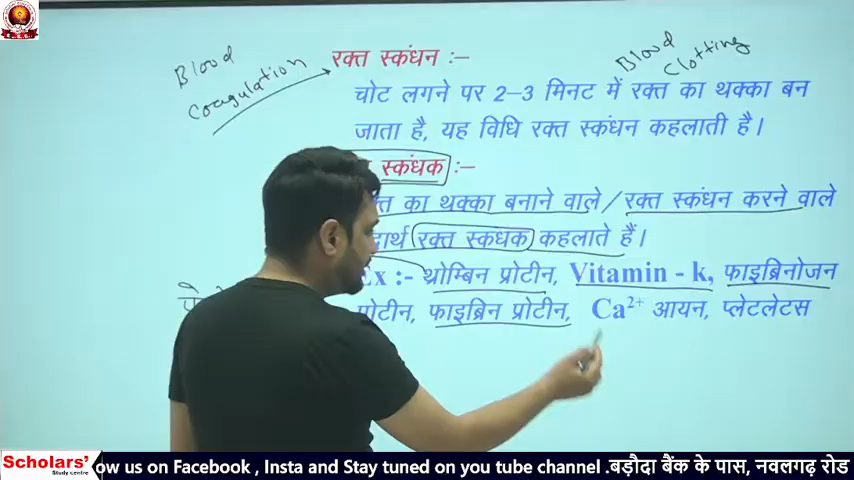 Blood
Coagulation
रक्त स्कंधन :–
Blood
Clotting
चोट लगने पर 2–3 मिनट में रक्त का थक्का बन
जाता है, यह विधि रक्त स्कंधन कहलाती है।
स्कंधक :–
का थक्का बनाने वाले/रक्त स्कंधन करने वाले
रक्त स्कधक कहलाते हैं।
Ex :- थ्रोम्बिन प्रोटीन, Vitamin - k, फाइब्रिनोजन
प्रोटीन, फाइब्रिन प्रोटीन, Ca²⁺ आयन, प्लेटलेटस
Scholars'
Study centre
ow us on Facebook , Insta and Stay tuned on you tube channel .बड़ौदा बैंक के पास, नवलगढ़ रोड